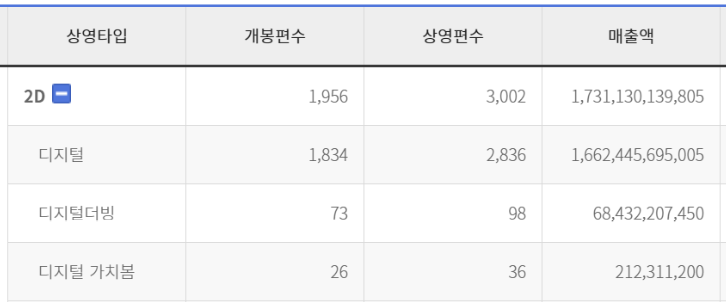 상영타입 개봉편수 상영편수 매출액
2D 1,956 3,002 1,731,130,139,805
디지털 1,834 2,836 1,662,445,695,005
디지털더빙 73 98 68,432,207,450
디지털 가치봄 26 36 212,311,200